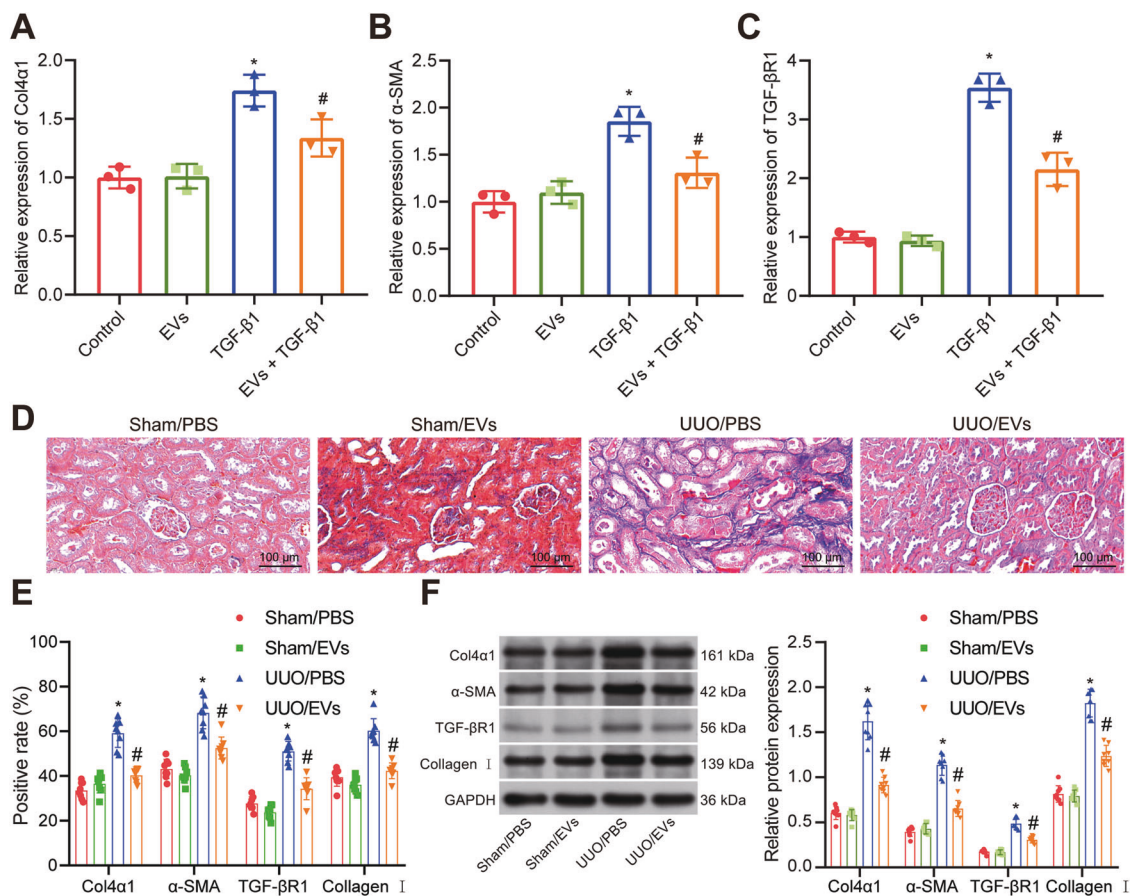 A
Relative expression of Col4α1
2.0
1.5
1.0
0.5
0.0
*
#
Control
EVs
TGF-β1
EVs + TGF-β1
B
Relative expression of α-SMA
2.5
2.0
1.5
1.0
0.5
0.0
*
#
Control
EVs
TGF-β1
EVs + TGF-β1
C
Relative expression of TGF-βR1
4
3
2
1
0
*
#
Control
EVs
TGF-β1
EVs + TGF-β1
D
Sham/PBS
Sham/EVs
UUO/PBS
UUO/EVs
100 µm
100 µm
100 µm
100 µm
E
Sham/PBS
Sham/EVs
UUO/PBS
UUO/EVs
Positive rate (%)
100
80
60
40
20
0
*
#
*
#
*
#
*
#
Col4α1
α-SMA
TGF-βR1
Collagen Ⅰ
F
Col4α1
161 kDa
α-SMA
42 kDa
TGF-βR1
56 kDa
Collagen Ⅰ
139 kDa
GAPDH
36 kDa
Sham/PBS
Sham/EVs
UUO/PBS
UUO/EVs
Sham/PBS
Sham/EVs
UUO/PBS
UUO/EVs
Relative protein expression
2.5
2.0
1.5
1.0
0.5
0.0
*
#
*
#
*
#
*
#
Col4α1
α-SMA
TGF-βR1
Collagen Ⅰ